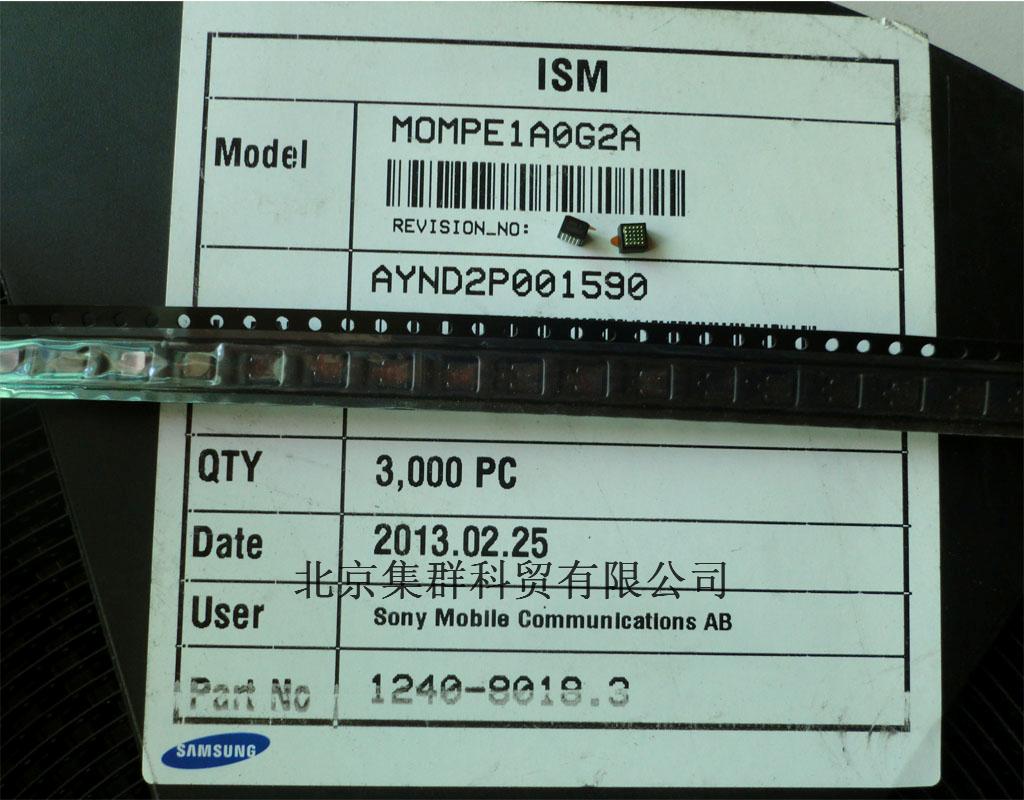 ISM
Model
MOMPE1A0G2A
REVISION_NO:
AYND2P001590
QTY
3,000 PC
Date
2013.02.25
北京集群科贸有限公司
User
Sony Mobile Communications AB
Part No
1240-8018.3
SAMSUNG